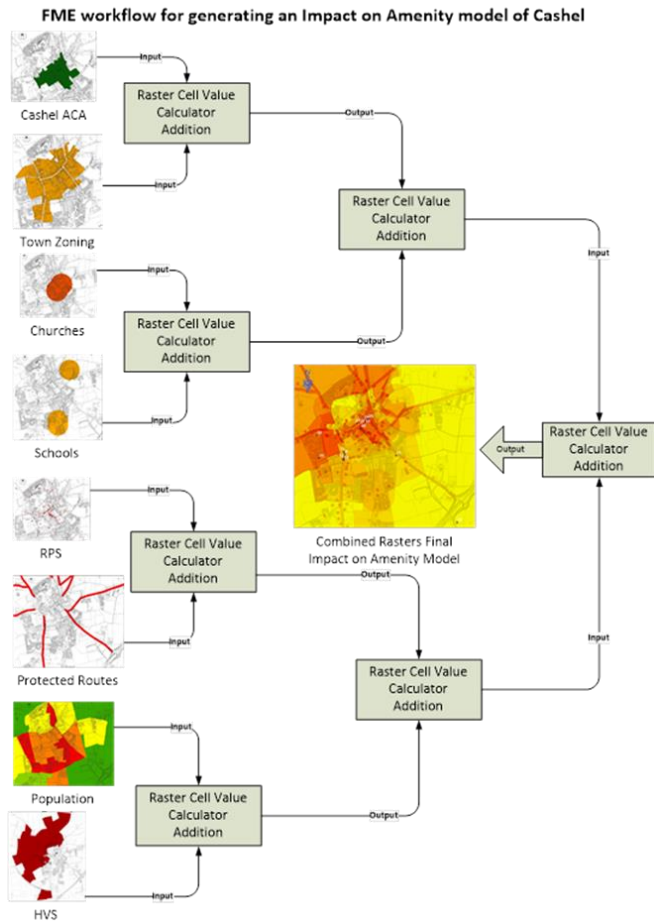 FME workflow for generating an Impact on Amenity model of Cashel
Input
Cashel ACA
Raster Cell Value
Calculator
Addition
Output
Input
Town Zoning
Raster Cell Value
Calculator
Addition
Input
Input
Churches
Raster Cell Value
Calculator
Addition
Output
Input
Schools
Raster Cell Value
Calculator
Addition
Output
Combined Rasters Final
Impact on Amenity Model
Input
RPS
Raster Cell Value
Calculator
Addition
Output
Input
Protected Routes
Input
Raster Cell Value
Calculator
Addition
Input
Population
Raster Cell Value
Calculator
Addition
Output
Input
HVS